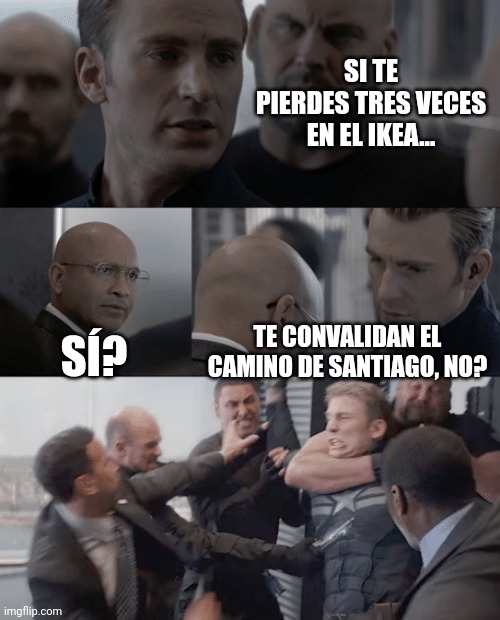 SI TE
PIERDES TRES VECES
EN EL IKEA...
SÍ?
TE CONVALIDAN EL
CAMINO DE SANTIAGO, NO?
imgflip.com